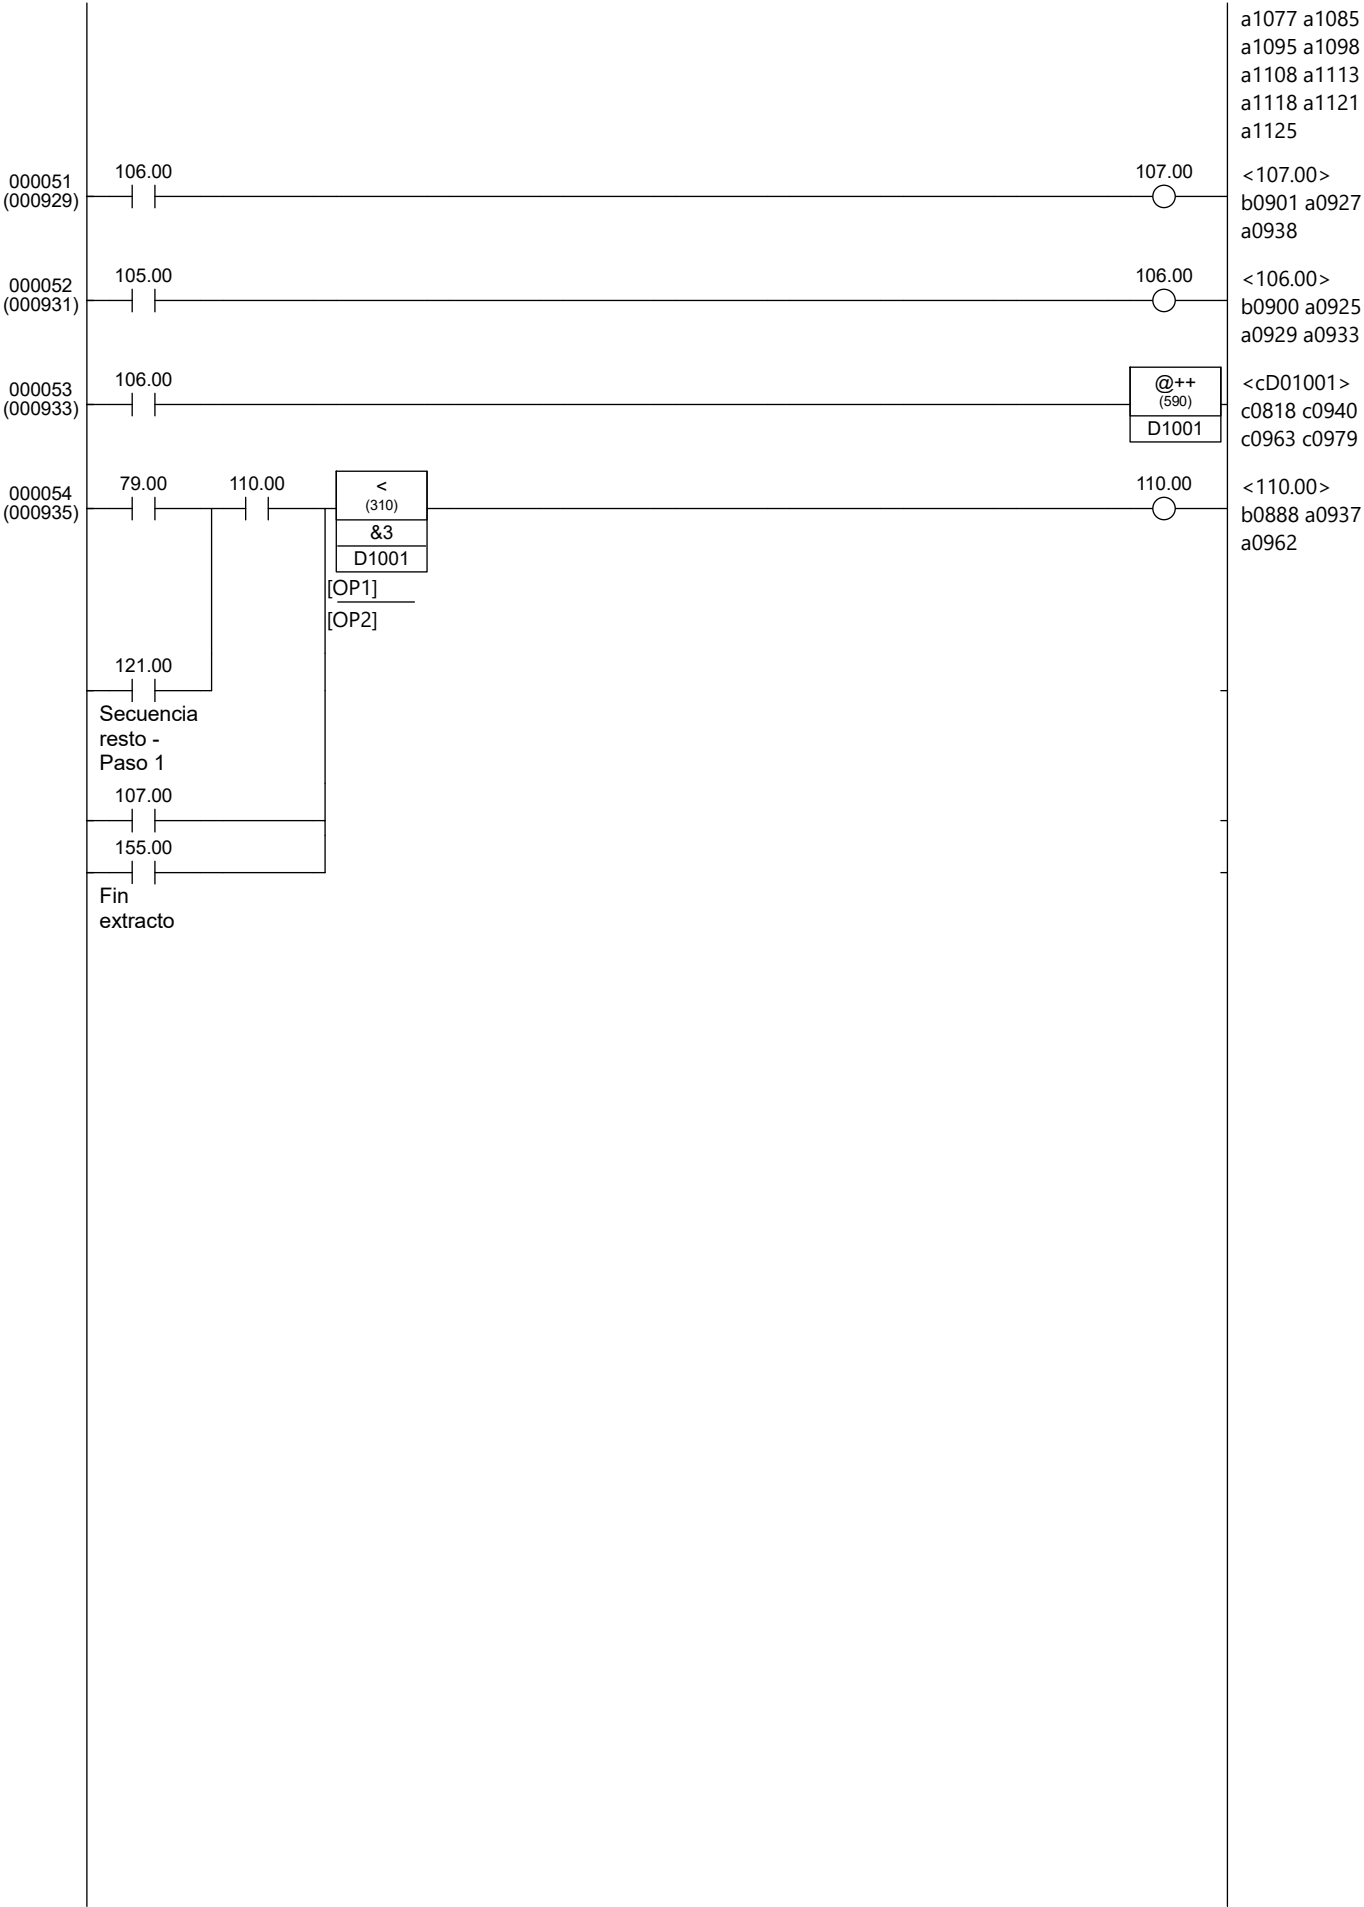 a1077 a1085
a1095 a1098
a1108 a1113
a1118 a1121
a1125
000051
(000929)
106.00
107.00
<107.00>
b0901 a0927
a0938
000052
(000931)
105.00
106.00
<106.00>
b0900 a0925
a0929 a0933
000053
(000933)
106.00
@++
(590)
D1001
<cD01001>
c0818 c0940
c0963 c0979
000054
(000935)
79.00
110.00
<
(310)
&3
D1001
[OP1]
[OP2]
110.00
<110.00>
b0888 a0937
a0962
121.00
Secuencia
resto -
Paso 1
107.00
155.00
Fin
extracto